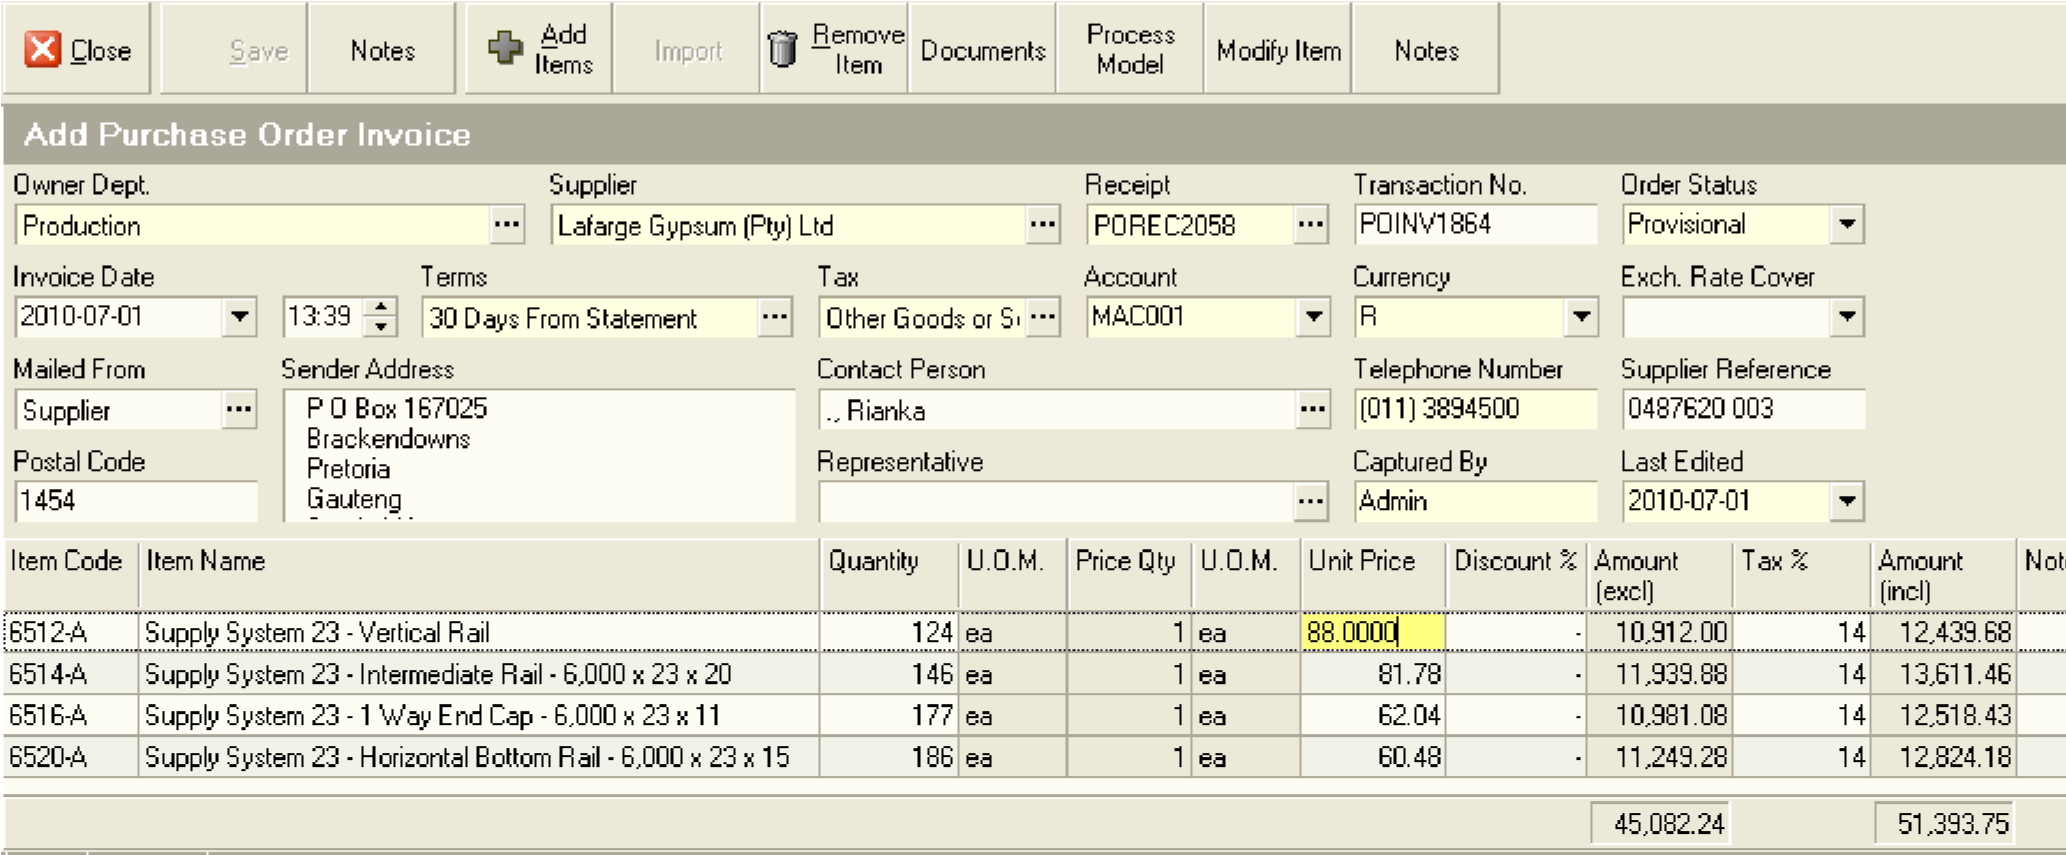 Close Save Notes Add Items Import Remove Item Documents Process Model Modify Item Notes
Add Purchase Order Invoice
Owner Dept. Supplier Receipt Transaction No. Order Status
Production ... Lafarge Gypsum (Pty) Ltd ... POREC2058 ... POINV1864 Provisional
Invoice Date Terms Tax Account Currency Exch. Rate Cover
2010-07-01 13:39 30 Days From Statement ... Other Goods or S ... MAC001 R
Mailed From Sender Address Contact Person Telephone Number Supplier Reference
Supplier ... P O Box 167025 ., Rianka ... (011) 3894500 0487620 003
Brackendowns
Postal Code Pretoria Representative Captured By Last Edited
1454 Gauteng ... Admin 2010-07-01
Item Code Item Name Quantity U.O.M. Price Qty U.O.M. Unit Price Discount % Amount (excl) Tax % Amount (incl)
6512-A Supply System 23 - Vertical Rail 124 ea 1 ea 88.0000 - 10,912.00 14 12,439.68
6514-A Supply System 23 - Intermediate Rail - 6,000 x 23 x 20 146 ea 1 ea 81.78 - 11,939.88 14 13,611.46
6516-A Supply System 23 - 1 Way End Cap - 6,000 x 23 x 11 177 ea 1 ea 62.04 - 10,981.08 14 12,518.43
6520-A Supply System 23 - Horizontal Bottom Rail - 6,000 x 23 x 15 186 ea 1 ea 60.48 - 11,249.28 14 12,824.18
45,082.24 51,393.75